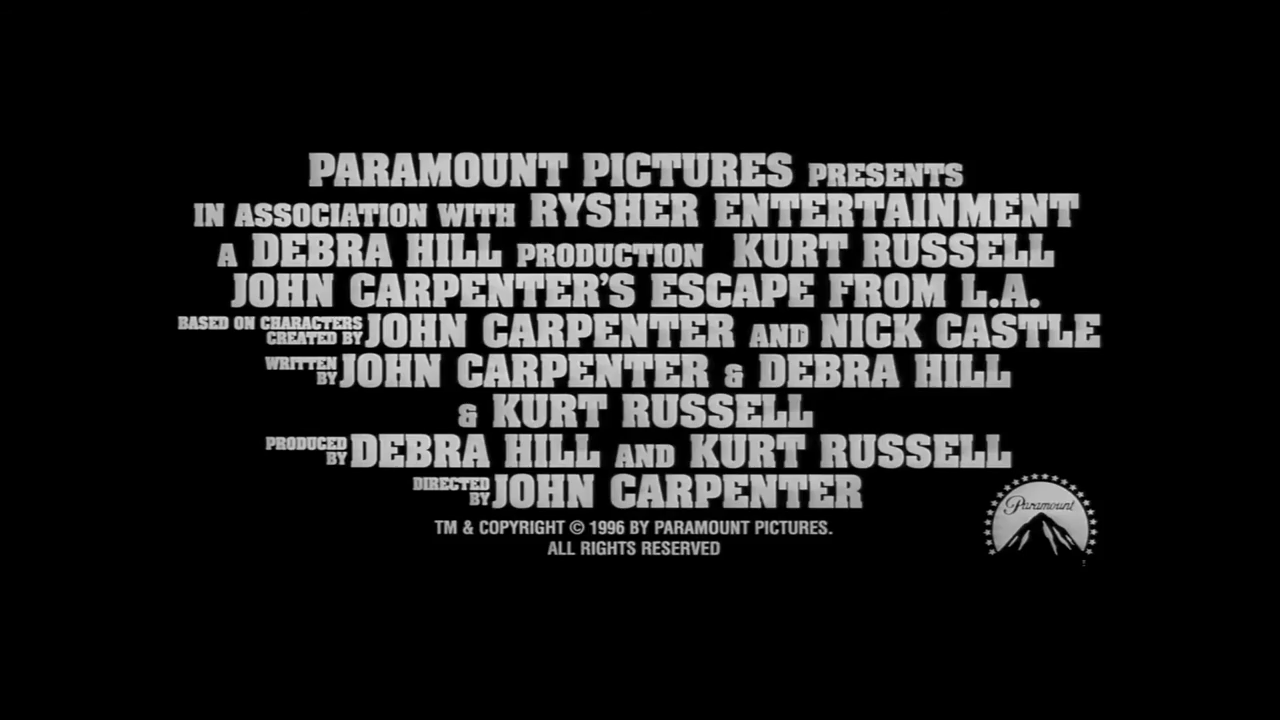 PARAMOUNT PICTURES PRESENTS
IN ASSOCIATION WITH RYSHER ENTERTAINMENT
A DEBRA HILL PRODUCTION KURT RUSSELL
JOHN CARPENTER'S ESCAPE FROM L.A.
BASED ON CHARACTERS CREATED BY JOHN CARPENTER AND NICK CASTLE
WRITTEN BY JOHN CARPENTER & DEBRA HILL
& KURT RUSSELL
PRODUCED BY DEBRA HILL AND KURT RUSSELL
DIRECTED BY JOHN CARPENTER
TM & COPYRIGHT © 1996 BY PARAMOUNT PICTURES.
ALL RIGHTS RESERVED
Paramount